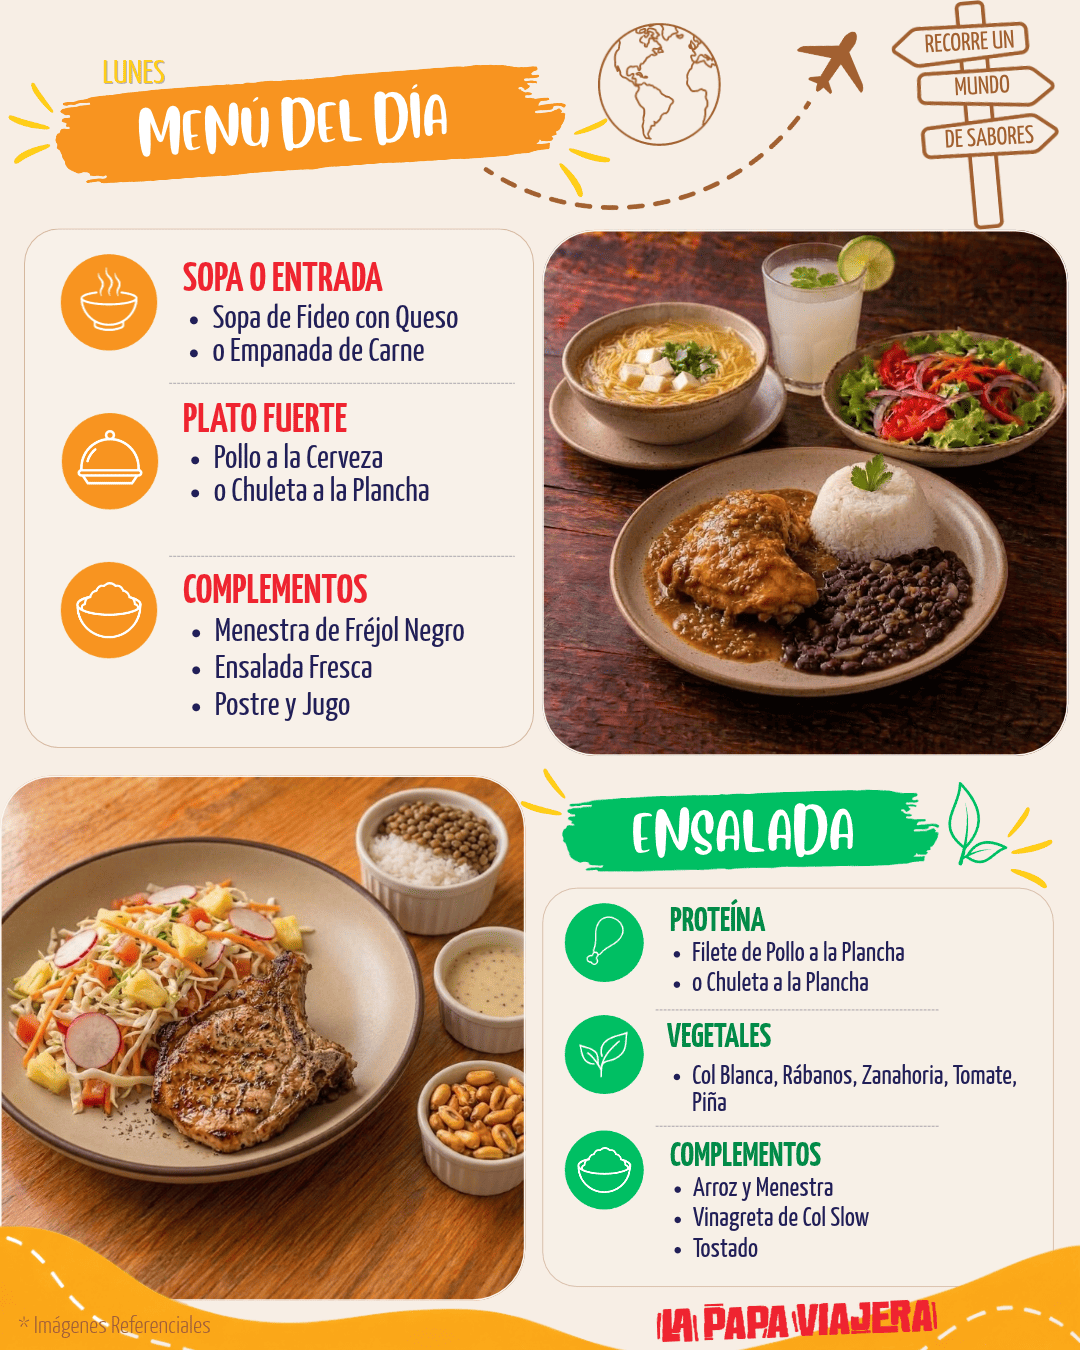 LUNES
MENÚ DEL DÍA
RECORRE UN
MUNDO
DE SABORES
SOPA O ENTRADA
• Sopa de Fideo con Queso
• o Empanada de Carne
PLATO FUERTE
• Pollo a la Cerveza
• o Chuleta a la Plancha
COMPLEMENTOS
• Menestra de Fréjol Negro
• Ensalada Fresca
• Postre y Jugo
ENSALADA
PROTEÍNA
• Filete de Pollo a la Plancha
• o Chuleta a la Plancha
VEGETALES
• Col Blanca, Rábanos, Zanahoria, Tomate,
Piña
COMPLEMENTOS
• Arroz y Menestra
• Vinagreta de Col Slow
• Tostado
* Imágenes Referenciales
LA PAPA VIAJERA